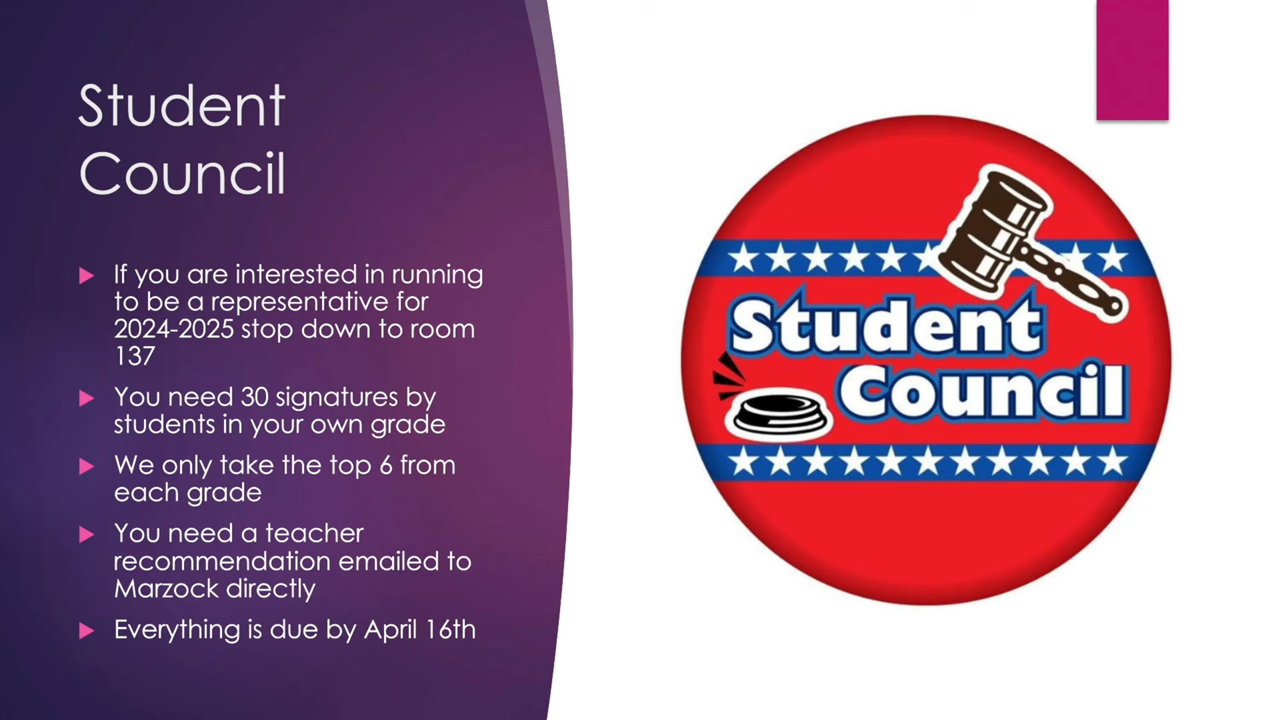 Student
Council
If you are interested in running
to be a representative for
2024-2025 stop down to room
137
You need 30 signatures by
students in your own grade
We only take the top 6 from
each grade
You need a teacher
recommendation emailed to
Marzock directly
Everything is due by April 16th
Student
Council